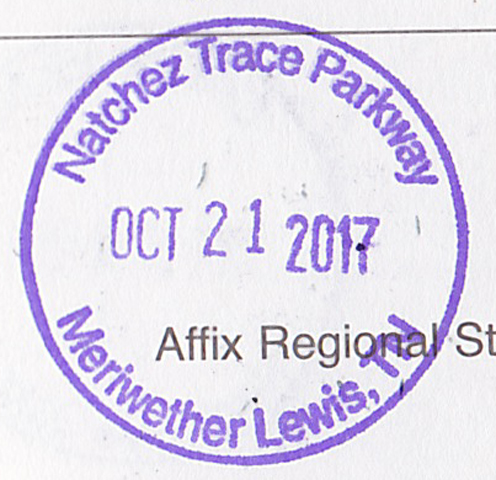 Natchez Trace Parkway
OCT 21 2017
Affix Regional St
Meriwether Lewis, TN